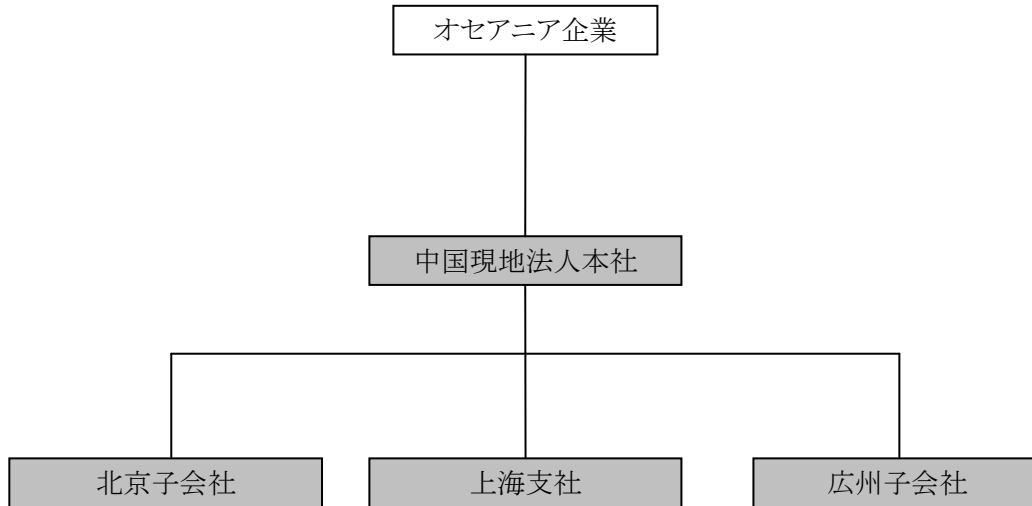 オセアニア企業
中国現地法人本社
北京子会社
上海支社
広州子会社